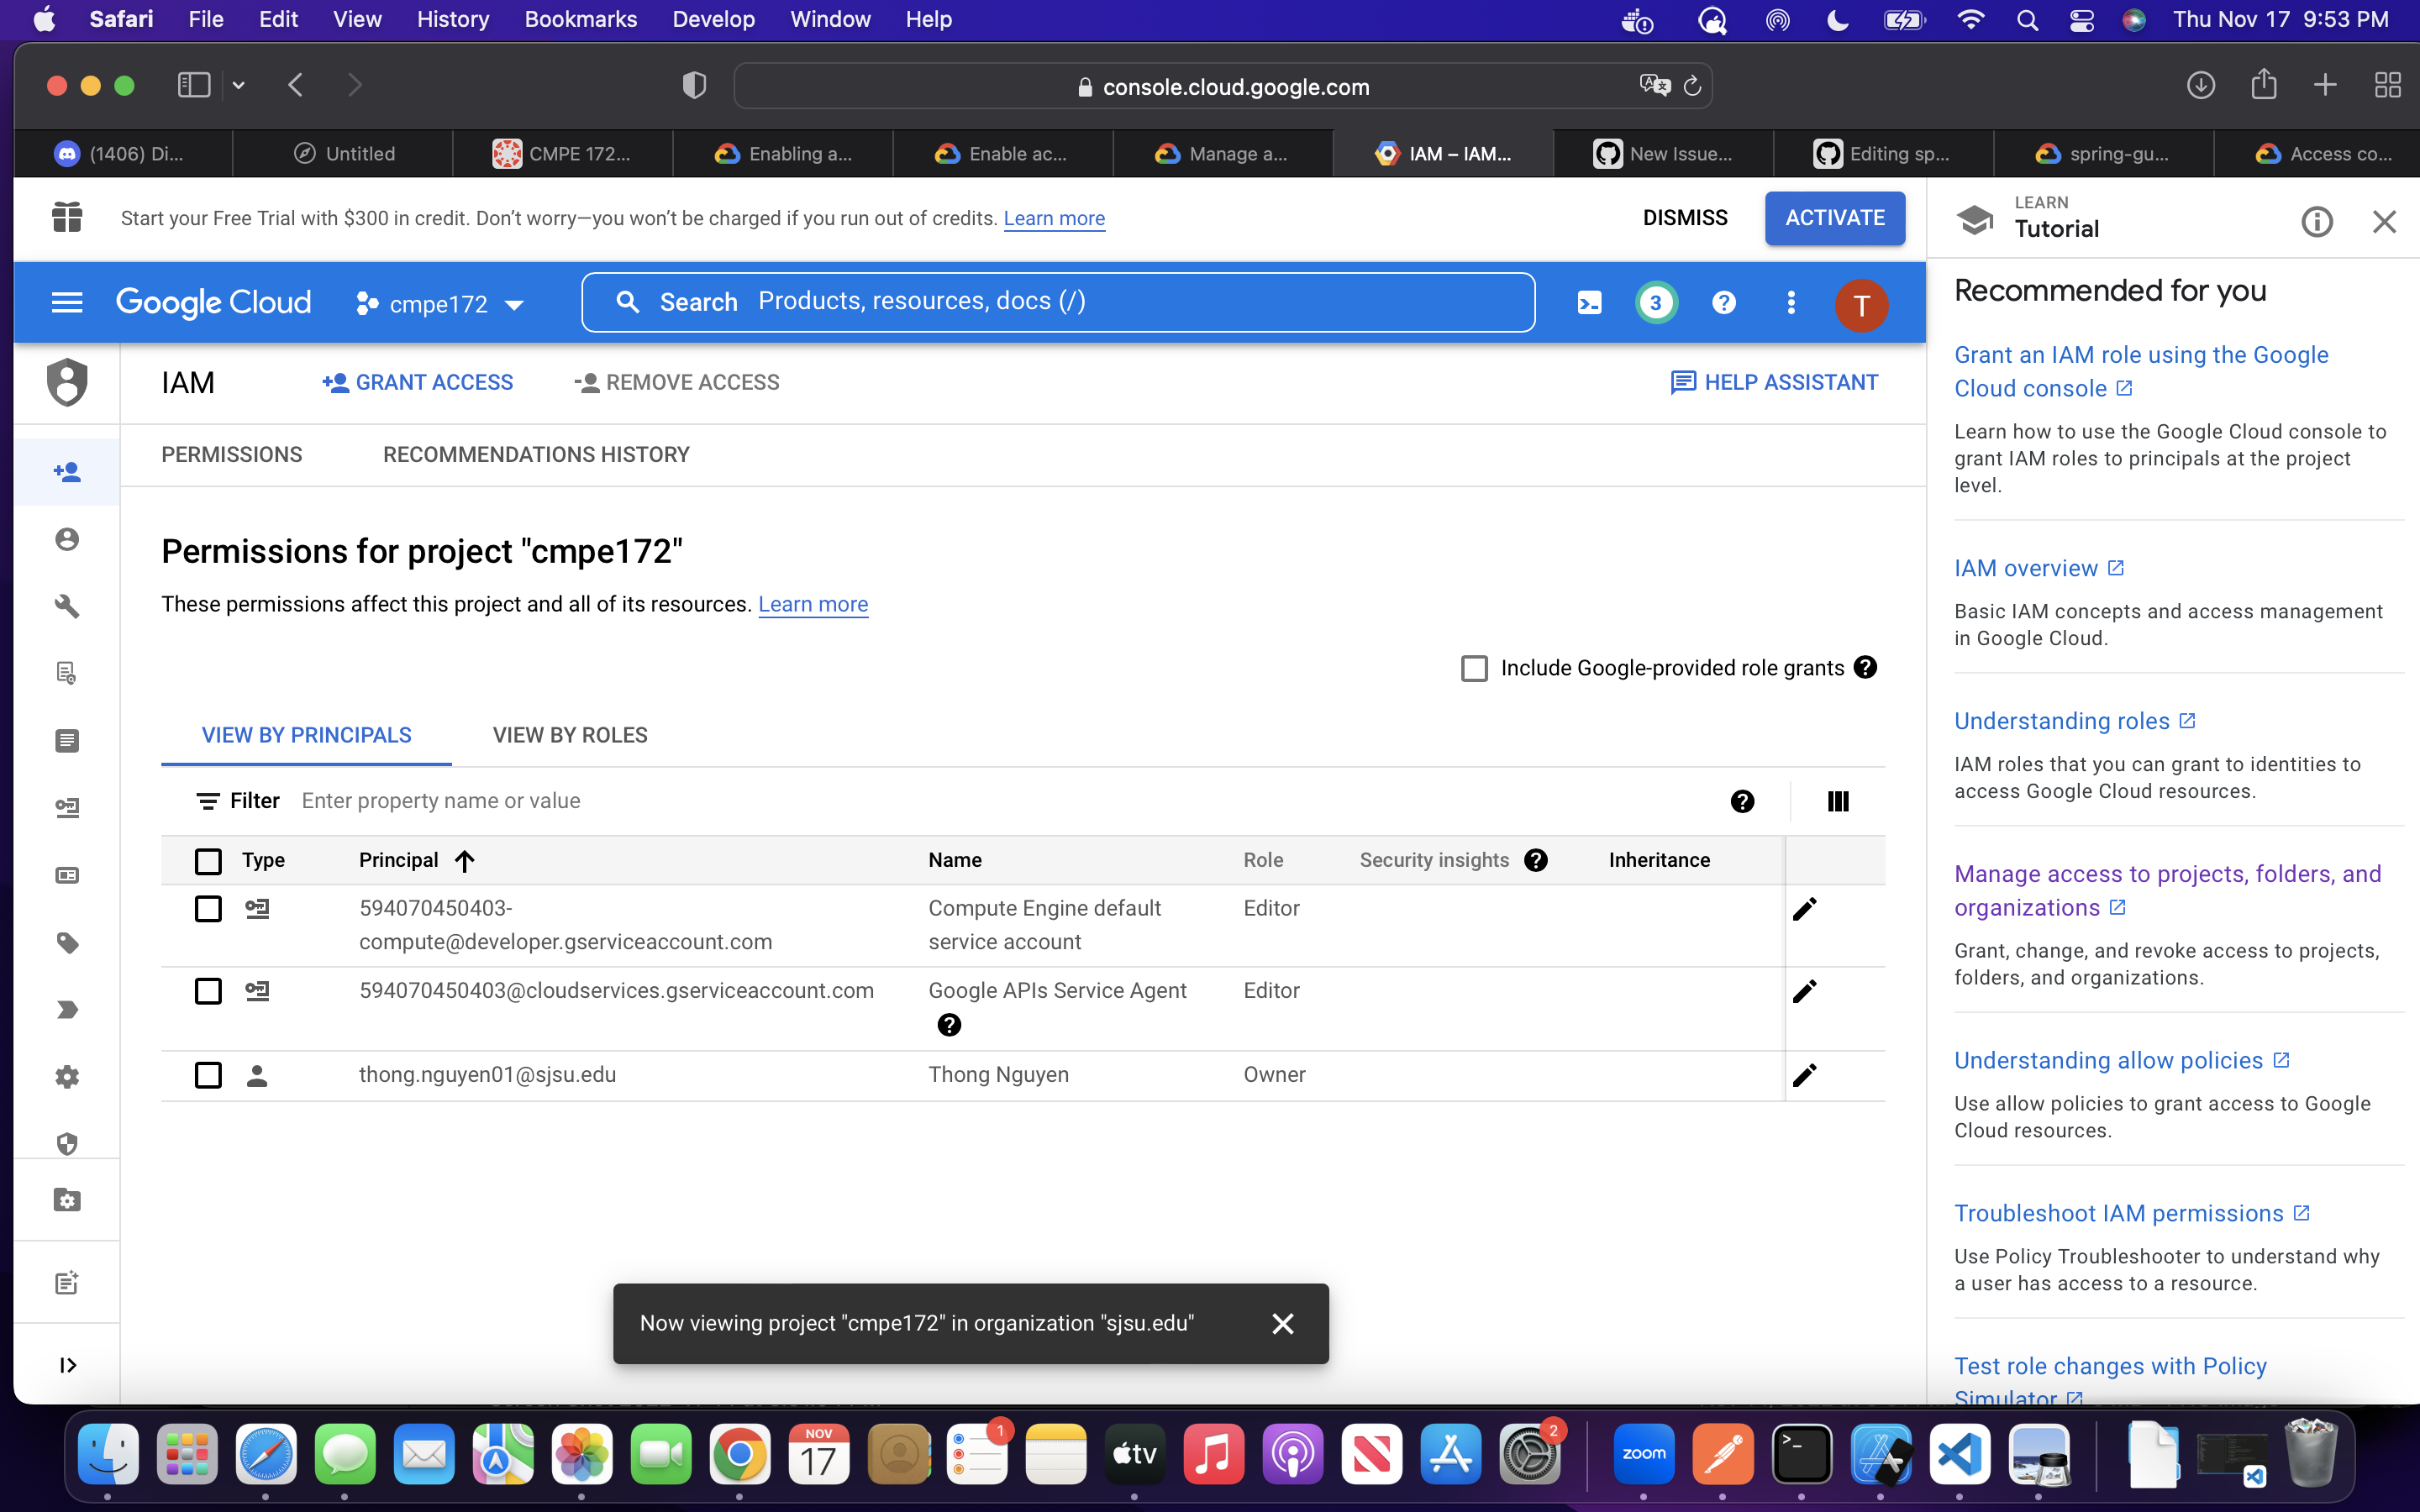 Safari File Edit View History Bookmarks Develop Window Help Thu Nov 17 9:53 PM
console.cloud.google.com
(1406) Di... Untitled CMPE 172... Enabling a... Enable ac... Manage a... IAM – IAM... New Issue... Editing sp... spring-gu... Access co...
Start your Free Trial with $300 in credit. Don't worry—you won't be charged if you run out of credits. Learn more DISMISS ACTIVATE
Google Cloud cmpe172 Search Products, resources, docs (/) 3 ? T
IAM GRANT ACCESS REMOVE ACCESS HELP ASSISTANT
PERMISSIONS RECOMMENDATIONS HISTORY
Permissions for project "cmpe172"
These permissions affect this project and all of its resources. Learn more
Include Google-provided role grants ?
VIEW BY PRINCIPALS VIEW BY ROLES
Filter Enter property name or value ?
Type Principal Name Role Security insights ? Inheritance
594070450403- Compute Engine default Editor
compute@developer.gserviceaccount.com service account
594070450403@cloudservices.gserviceaccount.com Google APIs Service Agent Editor
?
thong.nguyen01@sjsu.edu Thong Nguyen Owner
Now viewing project "cmpe172" in organization "sjsu.edu"
LEARN
Tutorial
Recommended for you
Grant an IAM role using the Google
Cloud console
Learn how to use the Google Cloud console to
grant IAM roles to principals at the project
level.
IAM overview
Basic IAM concepts and access management
in Google Cloud.
Understanding roles
IAM roles that you can grant to identities to
access Google Cloud resources.
Manage access to projects, folders, and
organizations
Grant, change, and revoke access to projects,
folders, and organizations.
Understanding allow policies
Use allow policies to grant access to Google
Cloud resources.
Troubleshoot IAM permissions
Use Policy Troubleshooter to understand why
a user has access to a resource.
Test role changes with Policy
Simulator
NOV
17
1
tv
2
zoom